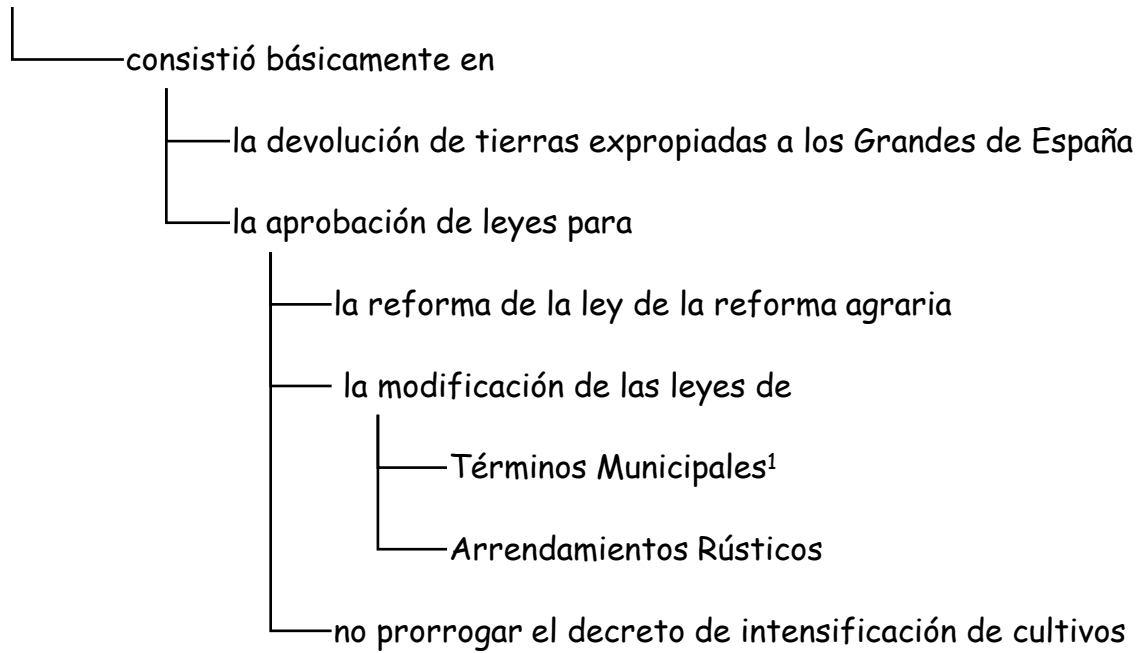 consistió básicamente en
la devolución de tierras expropiadas a los Grandes de España
la aprobación de leyes para
la reforma de la ley de la reforma agraria
la modificación de las leyes de
Términos Municipales¹
Arrendamientos Rústicos
no prorrogar el decreto de intensificación de cultivos